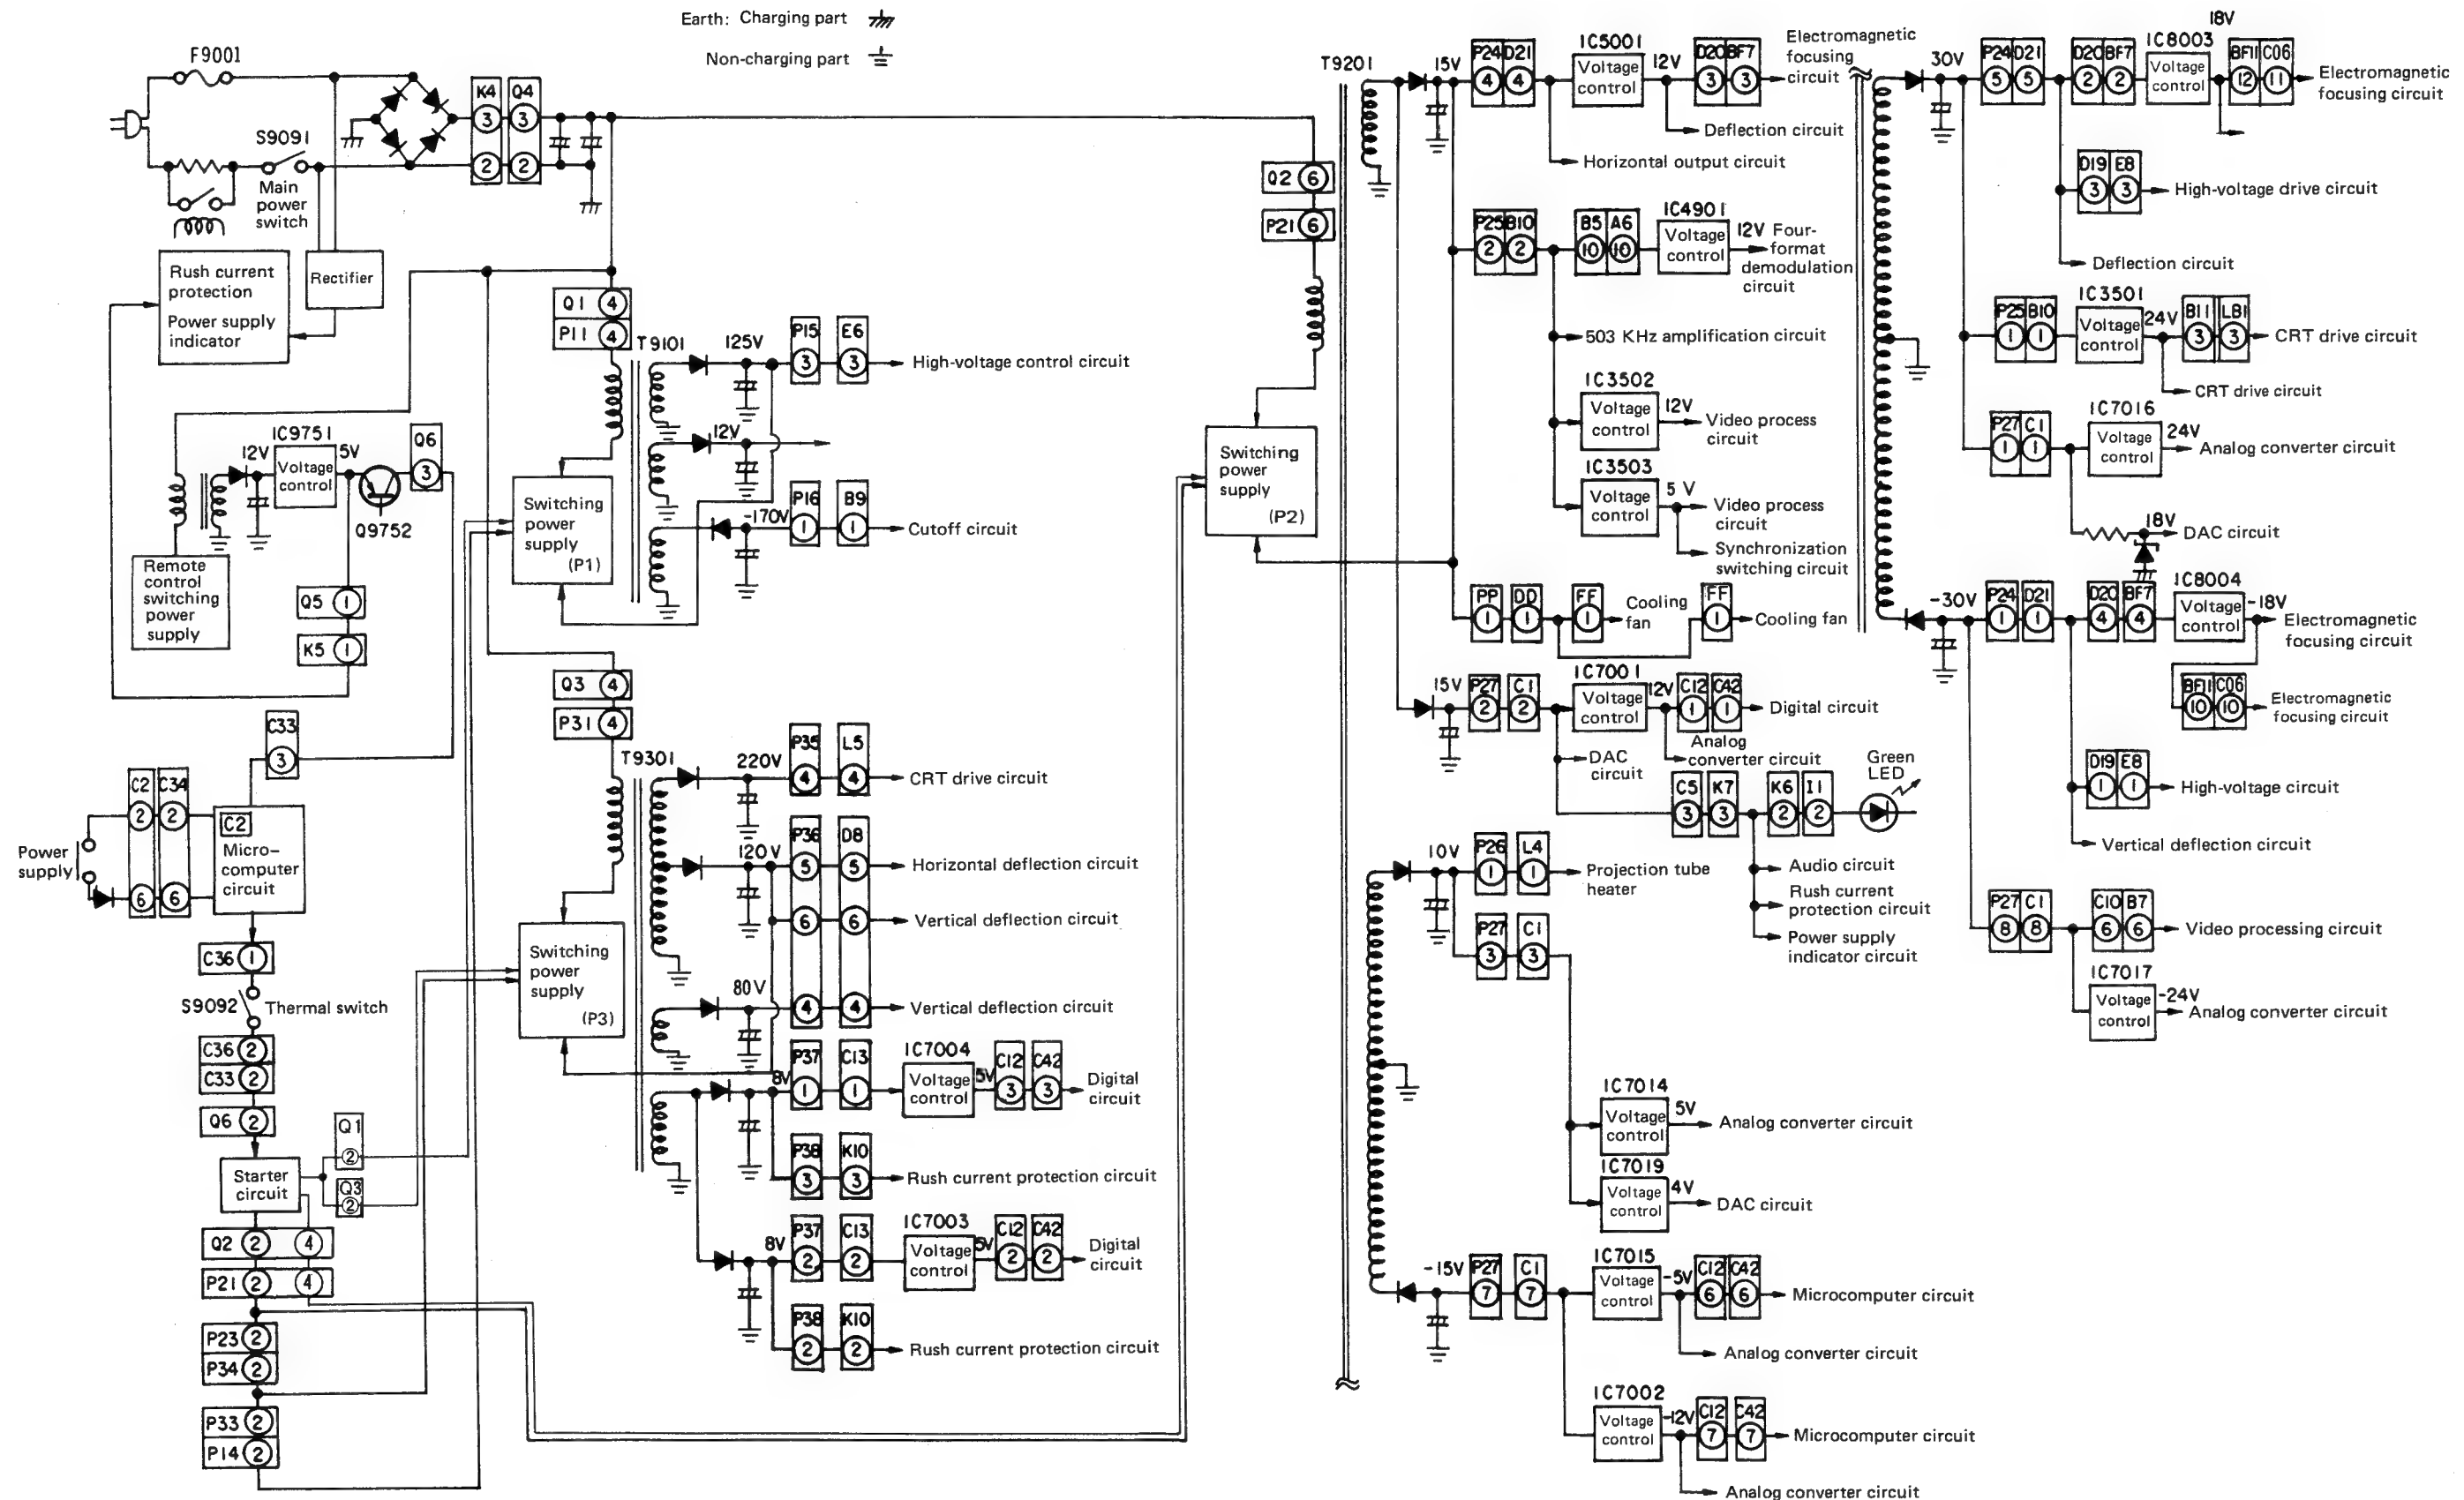 Earth: Charging part
Non-charging part
F9001
S9091
Main
power
switch
K4 Q4
3 3
2 2
Rush current
protection
Power supply
indicator
Rectifier
Q1 4
P11 4
T9101
125V
P15 E6
3 3
High-voltage control circuit
12V
-170V
P16 B9
1 1
Cutoff circuit
Switching
power
supply
(P1)
IC9751
12V
Voltage
control
5V
Q6
3
Q9752
Remote
control
switching
power
supply
Q5 1
K5 1
C33
3
C2 C34
2 2
6 6
Power
supply
C2
Micro-
computer
circuit
C36 1
S9092
Thermal switch
C36 2
C33 2
Q6 2
Starter
circuit
Q1
2
Q3
2
Q2 2 4
P21 2 4
P23 2
P34 2
P33 2
P14 2
Q3 4
P31 4
T9301
Switching
power
supply
(P3)
220V
P35 L5
4 4
CRT drive circuit
120V
P36 D8
5 5
Horizontal deflection circuit
6 6
Vertical deflection circuit
80V
4 4
Vertical deflection circuit
8V
P37 C13
1 1
IC7004
Voltage
control
5V
C12 C42
3 3
Digital
circuit
P38 K10
3 3
Rush current protection circuit
8V
P37 C13
2 2
IC7003
Voltage
control
5V
C12 C42
2 2
Digital
circuit
P38 K10
2 2
Rush current protection circuit
Q2 6
P21 6
Switching
power
supply
(P2)
T9201
15V
P24 D21
4 4
IC5001
Voltage
control
12V
D20 BF7
3 3
Electromagnetic
focusing
circuit
Deflection circuit
Horizontal output circuit
P25 B10
2 2
B5 A6
10 10
IC4901
Voltage
control
12V Four-
format
demodulation
circuit
503 KHz amplification circuit
IC3502
Voltage
control
12V
Video process
circuit
IC3503
Voltage
control
5 V
Video process
circuit
Synchronization
switching circuit
PP DD
1 1
FF
1
Cooling
fan
FF
1
Cooling fan
15V
P27 C1
2 2
IC7001
Voltage
control
12V
C12 C42
1 1
Digital circuit
Analog
converter circuit
DAC
circuit
C5 K7
3 3
K6 I1
2 2
Green
LED
Audio circuit
Rush current
protection circuit
Power supply
indicator circuit
10V
P26 L4
1 1
Projection tube
heater
P27 C1
3 3
IC7014
Voltage
control
5V
Analog converter circuit
IC7019
Voltage
control
4V
DAC circuit
-15V
P27 C1
7 7
IC7015
Voltage
control
-5V
C12 C42
6 6
Microcomputer circuit
Analog converter circuit
IC7002
Voltage
control
-12V
C12 C42
7 7
Microcomputer circuit
Analog converter circuit
30V
P24 D21
5 5
D20 BF7
2 2
IC8003
Voltage
control
18V
BF11 C06
12 11
Electromagnetic
focusing circuit
D19 E8
3 3
High-voltage drive circuit
Deflection circuit
P25 B10
1 1
IC3501
Voltage
control
24V
B11 LB1
3 3
CRT drive circuit
CRT drive circuit
P27 C1
1 1
IC7016
Voltage
control
24V
Analog converter circuit
18V
DAC circuit
-30V
P24 D21
1 1
D20 BF7
4 4
IC8004
Voltage
control
-18V
Electromagnetic
focusing circuit
BF11 C06
10 10
Electromagnetic
focusing circuit
D19 E8
1 1
High-voltage circuit
Vertical deflection circuit
P27 C1
8 8
C10 B7
6 6
Video processing circuit
IC7017
Voltage
control
-24V
Analog converter circuit